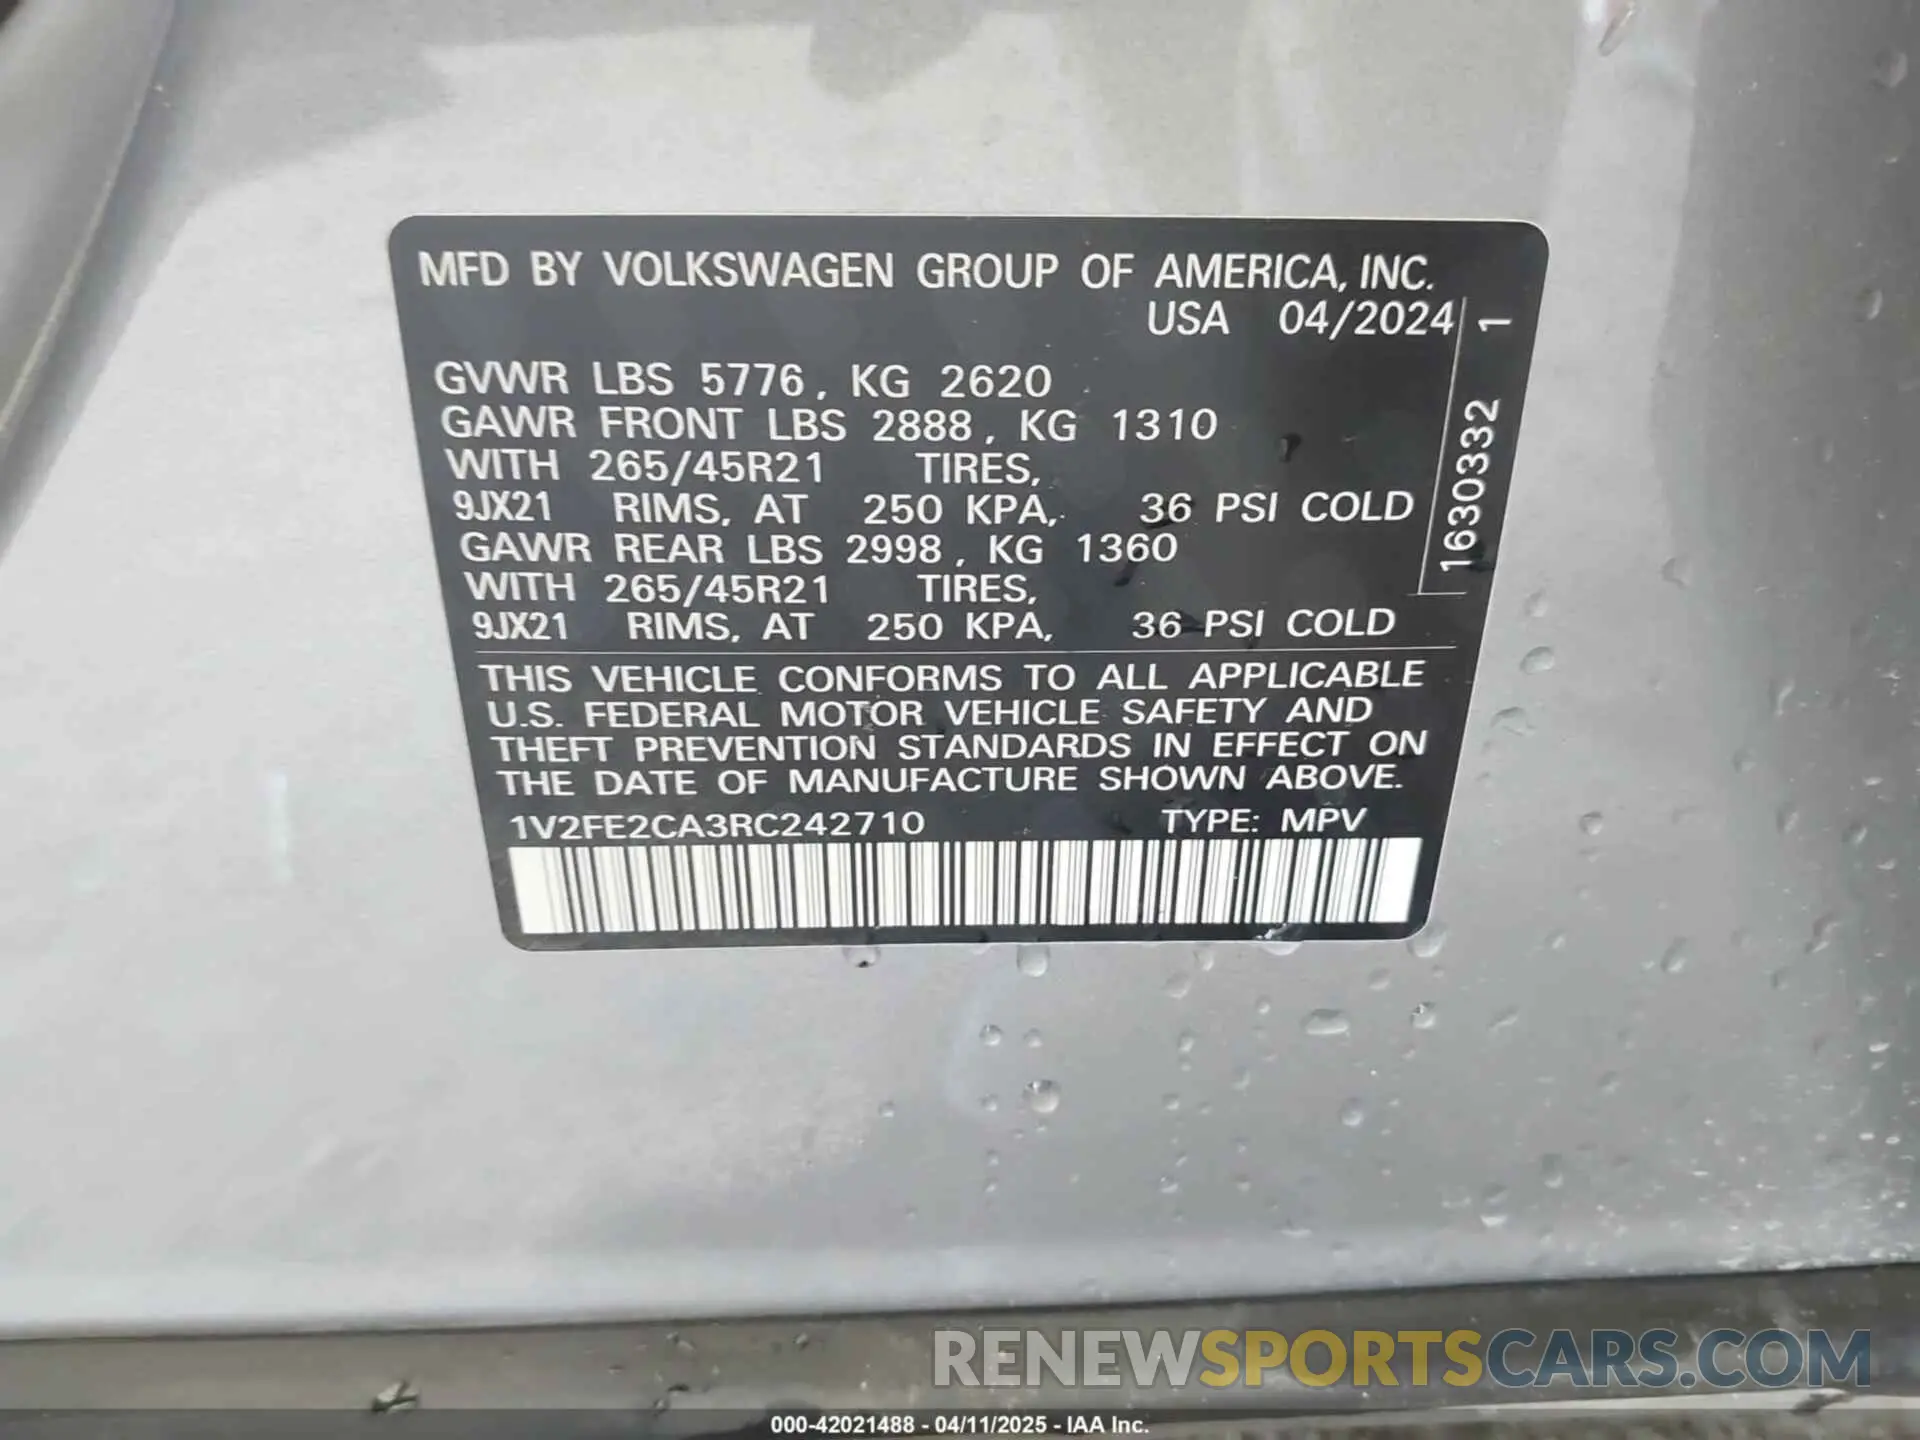 MFD BY VOLKSWAGEN GROUP OF AMERICA, INC.
USA 04/2024
GVWR LBS 5776, KG 2620
GAWR FRONT LBS 2888, KG 1310
WITH 265/45R21 TIRES,
9JX21 RIMS, AT 250 KPA, 36 PSI COLD
GAWR REAR LBS 2998, KG 1360
WITH 265/45R21 TIRES,
9JX21 RIMS, AT 250 KPA, 36 PSI COLD
1630332 1
THIS VEHICLE CONFORMS TO ALL APPLICABLE
U.S. FEDERAL MOTOR VEHICLE SAFETY AND
THEFT PREVENTION STANDARDS IN EFFECT ON
THE DATE OF MANUFACTURE SHOWN ABOVE.
1V2FE2CA3RC242710 TYPE: MPV
RENEWSPORTSCARS.COM
000-42021488 - 04/11/2025 - IAA Inc.